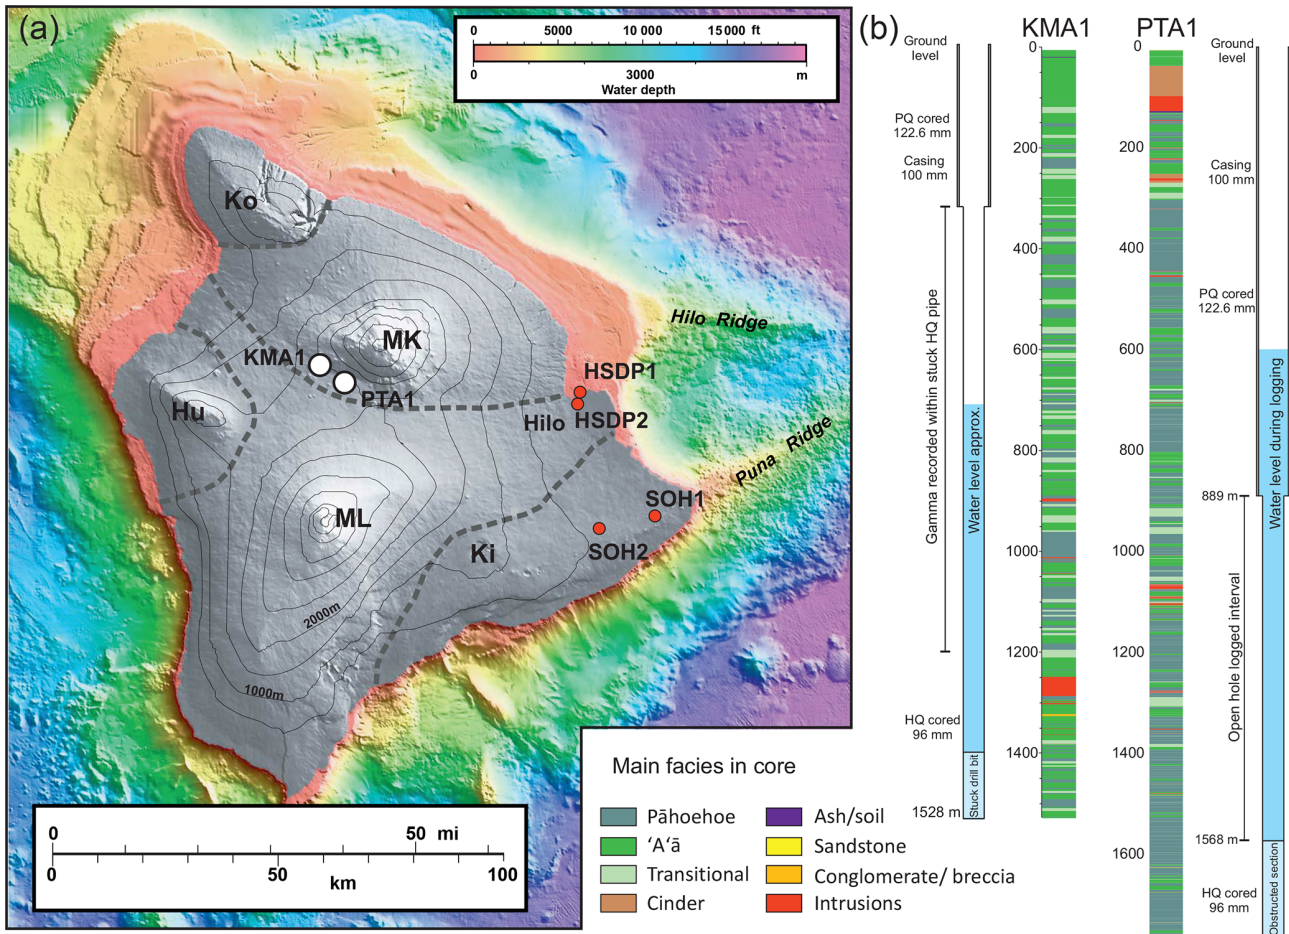 (a)
0 5000 10 000 15 000 ft
0 3000 m
Water depth
Ko
MK
KMA1
PTA1
Hu
HSDP1
HSDP2
Hilo
Hilo Ridge
Puna Ridge
SOH1
SOH2
ML
Ki
2000m
1000m
0 50 mi
0 50 100
km
(b)
KMA1
PTA1
Ground
level
PQ cored
122.6 mm
Casing
100 mm
Gamma recorded within stuck HQ pipe
Water level approx.
HQ cored
96 mm
1528 m
Stuck drill bit
0
200
400
600
800
1000
1200
1400
0
200
400
600
800
1000
1200
1400
1600
Ground
level
Casing
100 mm
PQ cored
122.6 mm
Water level during logging
889 m
Open hole logged interval
1568 m
HQ cored
96 mm
Obstructed section
Main facies in core
Pāhoehoe
ʻAʻā
Transitional
Cinder
Ash/soil
Sandstone
Conglomerate/ breccia
Intrusions